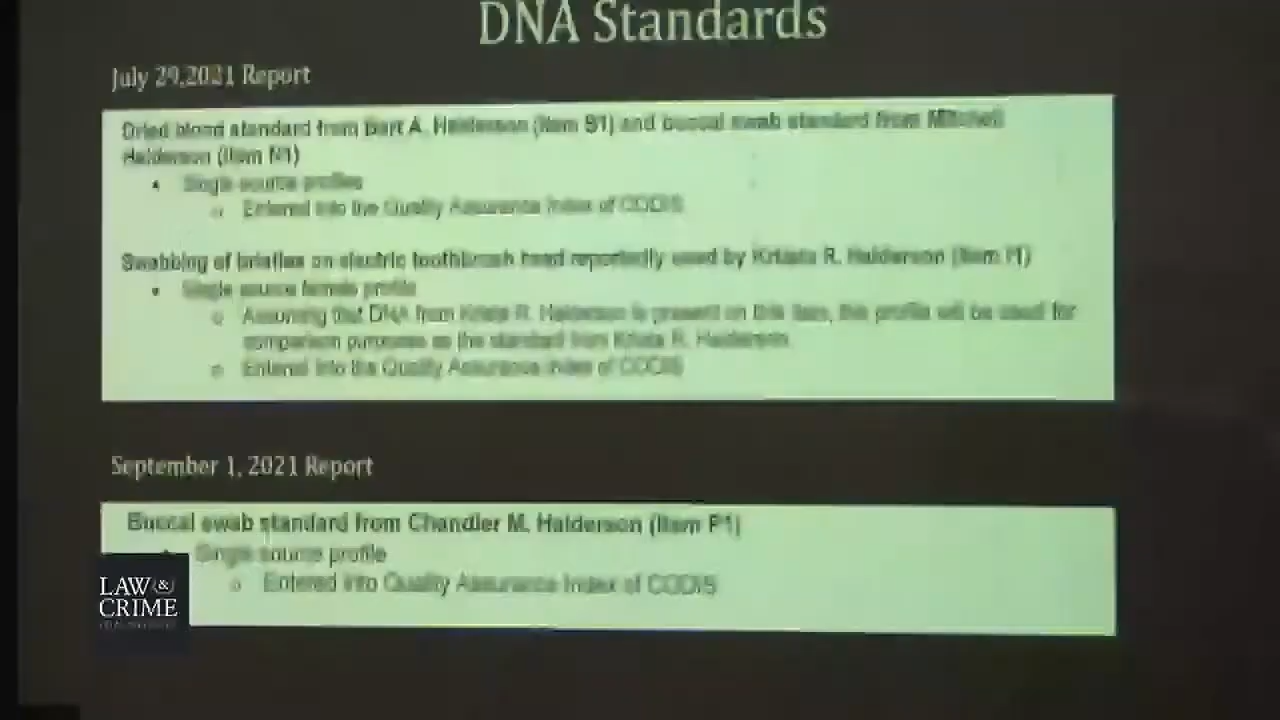 DNA Standards
July 29,2021 Report
Dried blood standard from Bart A. Halderson (Item B1) and buccal swab standard from Mitchell
Halderson (Item N1)
• Single source profiles
o Entered into the Quality Assurance Index of CODIS
Swabbing of bristles on electric toothbrush head reportedly used by Krista R. Halderson (Item I1)
• Single source female profile
o Assuming that DNA from Krista R. Halderson is present on this item, this profile will be used for
comparison purposes as the standard from Krista R. Halderson.
o Entered into the Quality Assurance Index of CODIS
September 1, 2021 Report
Buccal swab standard from Chandler M. Halderson (Item P1)
• Single source profile
o Entered into Quality Assurance Index of CODIS
LAW &
CRIME